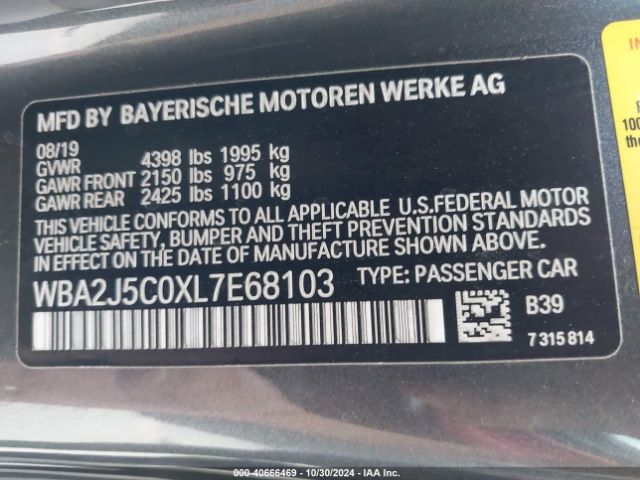 MFD BY BAYERISCHE MOTOREN WERKE AG
08/19
GVWR 4398 lbs 1995 kg
GAWR FRONT 2150 lbs 975 kg
GAWR REAR 2425 lbs 1100 kg
THIS VEHICLE CONFORMS TO ALL APPLICABLE U.S.FEDERAL MOTOR
VEHICLE SAFETY, BUMPER AND THEFT PREVENTION STANDARDS
IN EFFECT ON THE DATE OF MANUFACTURE SHOWN ABOVE.
WBA2J5C0XL7E68103 TYPE: PASSENGER CAR
B39
7315814
100
the
000-40666469 - 10/30/2024 - IAA Inc.